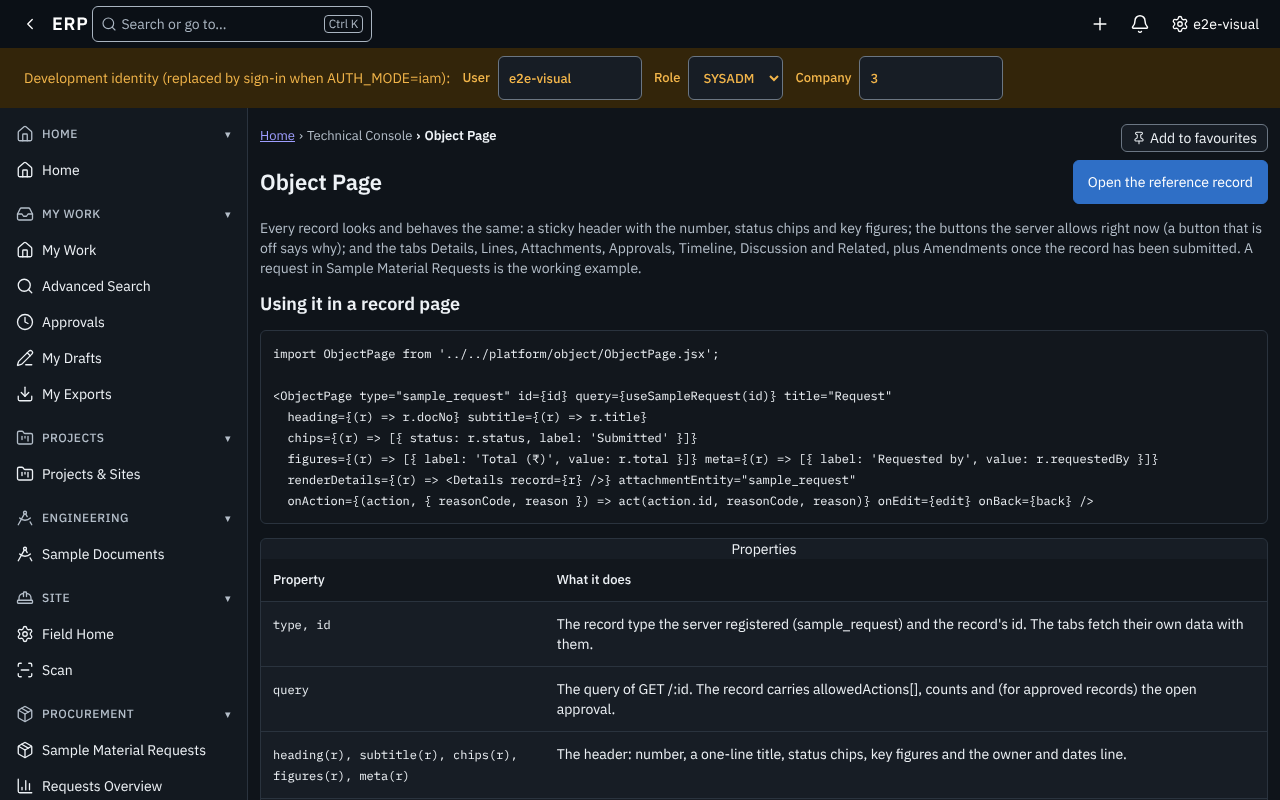 ERP
Search or go to...
Ctrl K
e2e-visual
Development identity (replaced by sign-in when AUTH_MODE=iam):
User
e2e-visual
Role
SYSADM
Company
3
HOME
Home
MY WORK
My Work
Advanced Search
Approvals
My Drafts
My Exports
PROJECTS
Projects & Sites
ENGINEERING
Sample Documents
SITE
Field Home
Scan
PROCUREMENT
Sample Material Requests
Requests Overview
Home › Technical Console › Object Page
Add to favourites
Object Page
Open the reference record
Every record looks and behaves the same: a sticky header with the number, status chips and key figures; the buttons the server allows right now (a button that is
off says why); and the tabs Details, Lines, Attachments, Approvals, Timeline, Discussion and Related, plus Amendments once the record has been submitted. A
request in Sample Material Requests is the working example.
Using it in a record page
import ObjectPage from '../../platform/object/ObjectPage.jsx';
<ObjectPage type="sample_request" id={id} query={useSampleRequest(id)} title="Request"
heading={(r) => r.docNo} subtitle={(r) => r.title}
chips={(r) => [{ status: r.status, label: 'Submitted' }]}
figures={(r) => [{ label: 'Total (₹)', value: r.total }]} meta={(r) => [{ label: 'Requested by', value: r.requestedBy }]}
renderDetails={(r) => <Details record={r} />} attachmentEntity="sample_request"
onAction={(action, { reasonCode, reason }) => act(action.id, reasonCode, reason)} onEdit={edit} onBack={back} />
Properties
Property
What it does
type, id
The record type the server registered (sample_request) and the record's id. The tabs fetch their own data with
them.
query
The query of GET /:id. The record carries allowedActions[], counts and (for approved records) the open
approval.
heading(r), subtitle(r), chips(r),
figures(r), meta(r)
The header: number, a one-line title, status chips, key figures and the owner and dates line.